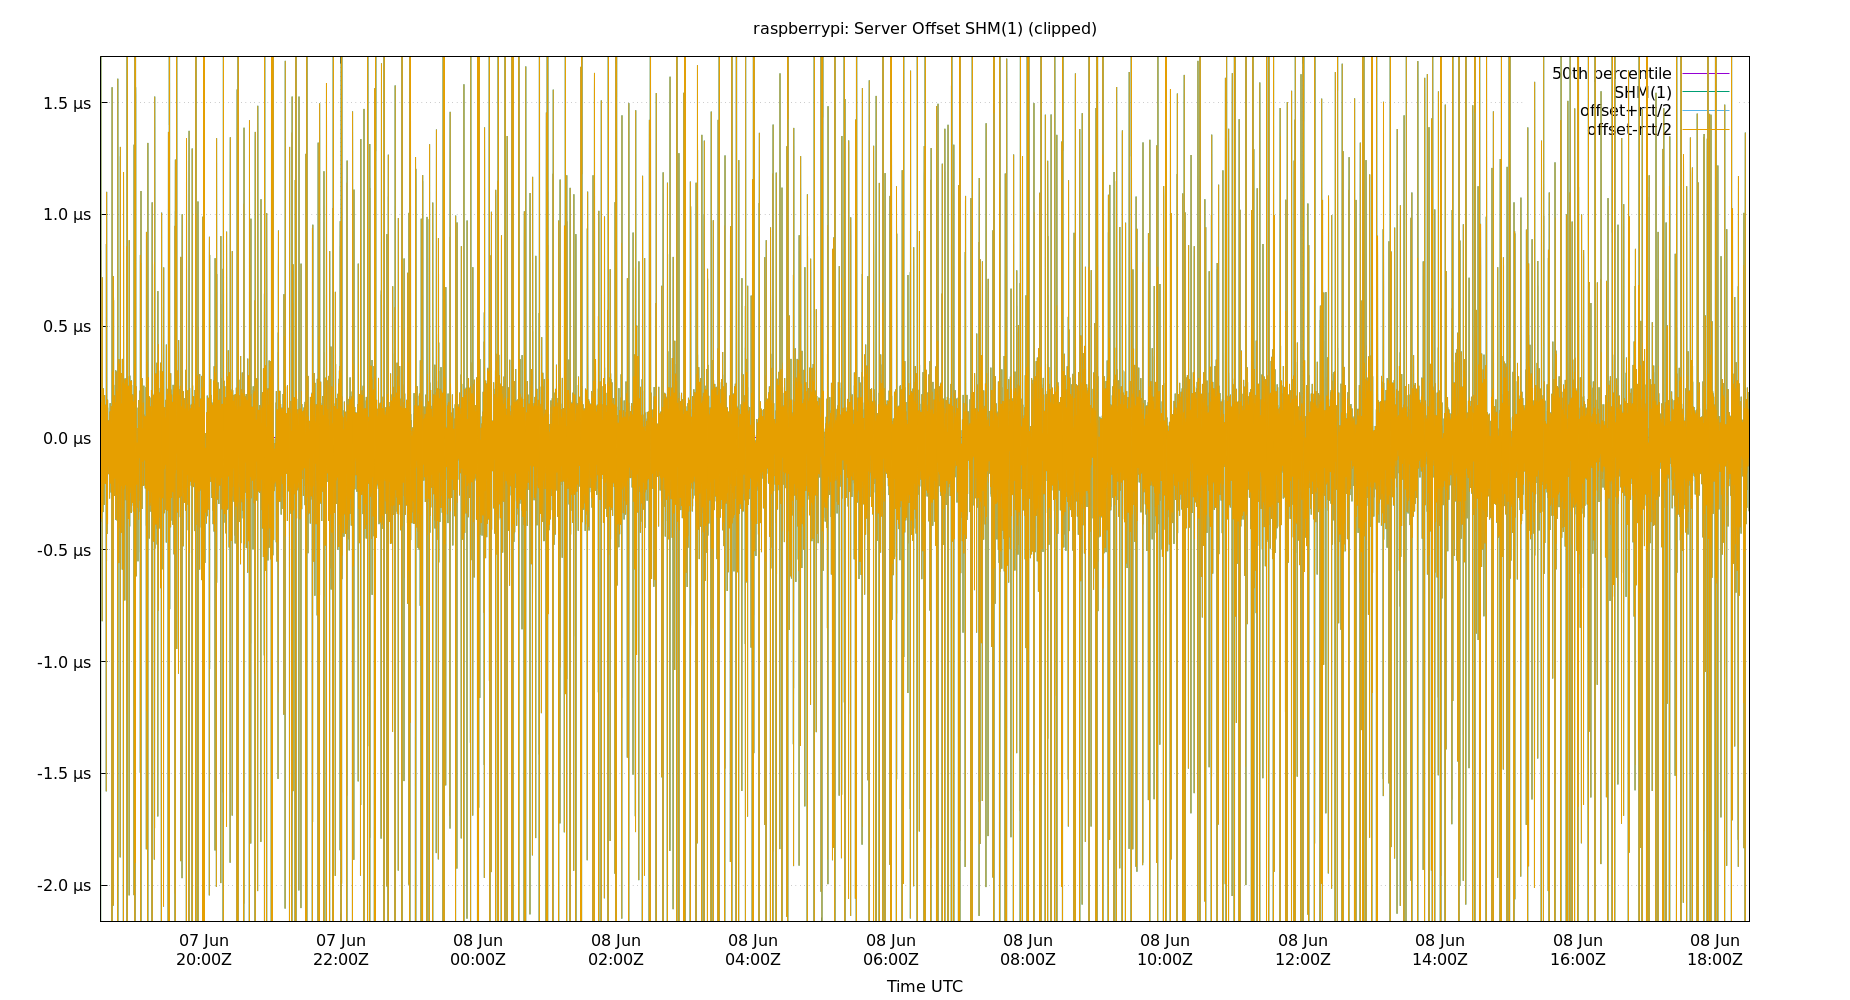 raspberrypi: Server Offset SHM(1) (clipped)
50th percentile
SHM(1)
offset+rtt/2
offset-rtt/2
1.5 µs
1.0 µs
0.5 µs
0.0 µs
-0.5 µs
-1.0 µs
-1.5 µs
-2.0 µs
07 Jun 07 Jun 08 Jun 08 Jun 08 Jun 08 Jun 08 Jun 08 Jun 08 Jun 08 Jun 08 Jun 08 Jun
20:00Z 22:00Z 00:00Z 02:00Z 04:00Z 06:00Z 08:00Z 10:00Z 12:00Z 14:00Z 16:00Z 18:00Z
Time UTC